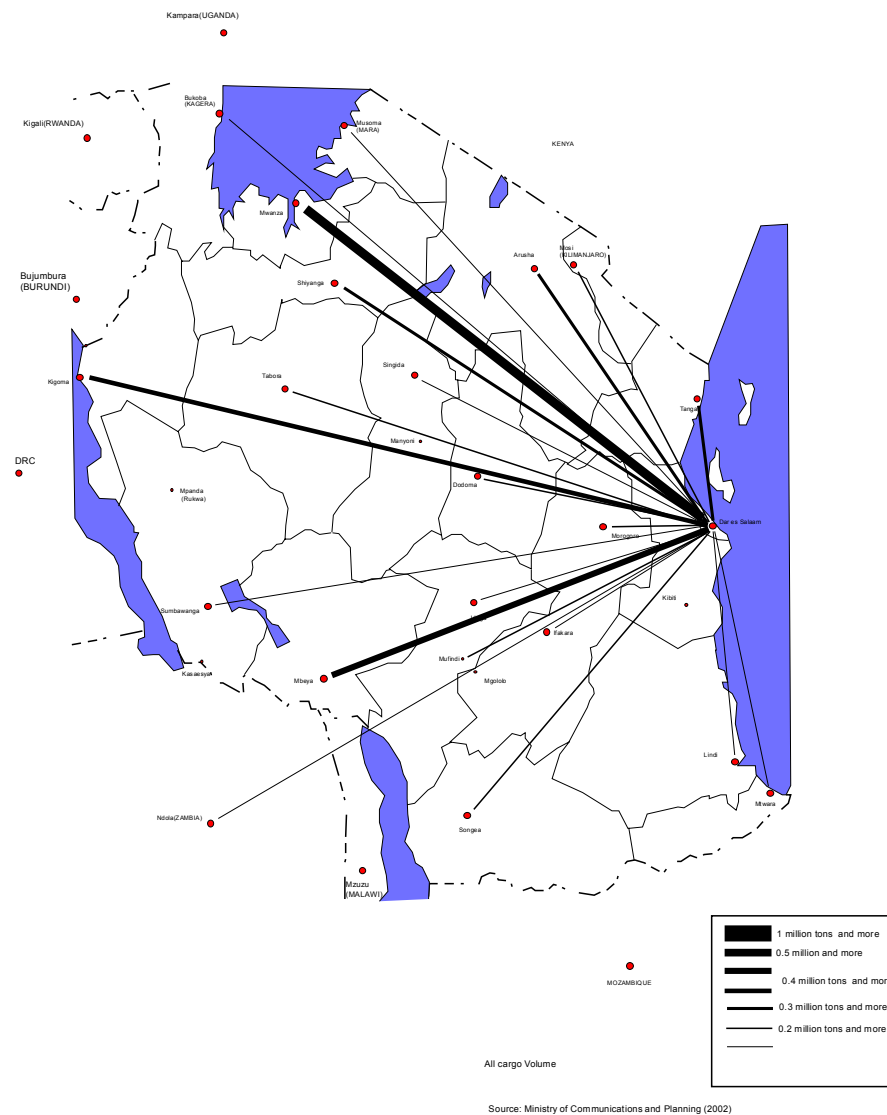 Kampara(UGANDA)
Bukoba
(KAGERA)
Kigali(RWANDA)
Musoma
(MARA)
KENYA
Mwanza
Mosi
(KILIMANJARO)
Arusha
Bujumbura
(BURUNDI)
Shiyanga
Kigoma
Tabora
Singida
Tanga
Manyoni
DRC
Dodoma
Mpanda
(Rukwa)
Dar es Salaam
Morogoro
Kibiti
Sumbawanga
Ifakara
Mufindi
Kasaesya
Mbeya
Mgololo
Lindi
Mtwara
Ndola(ZAMBIA)
Songea
Mzuzu
(MALAWI)
MOZAMBIQUE
1 million tons and more
0.5 million and more
0.4 million tons and mor
0.3 million tons and more
0.2 million tons and more
All cargo Volume
Source: Ministry of Communications and Planning (2002)